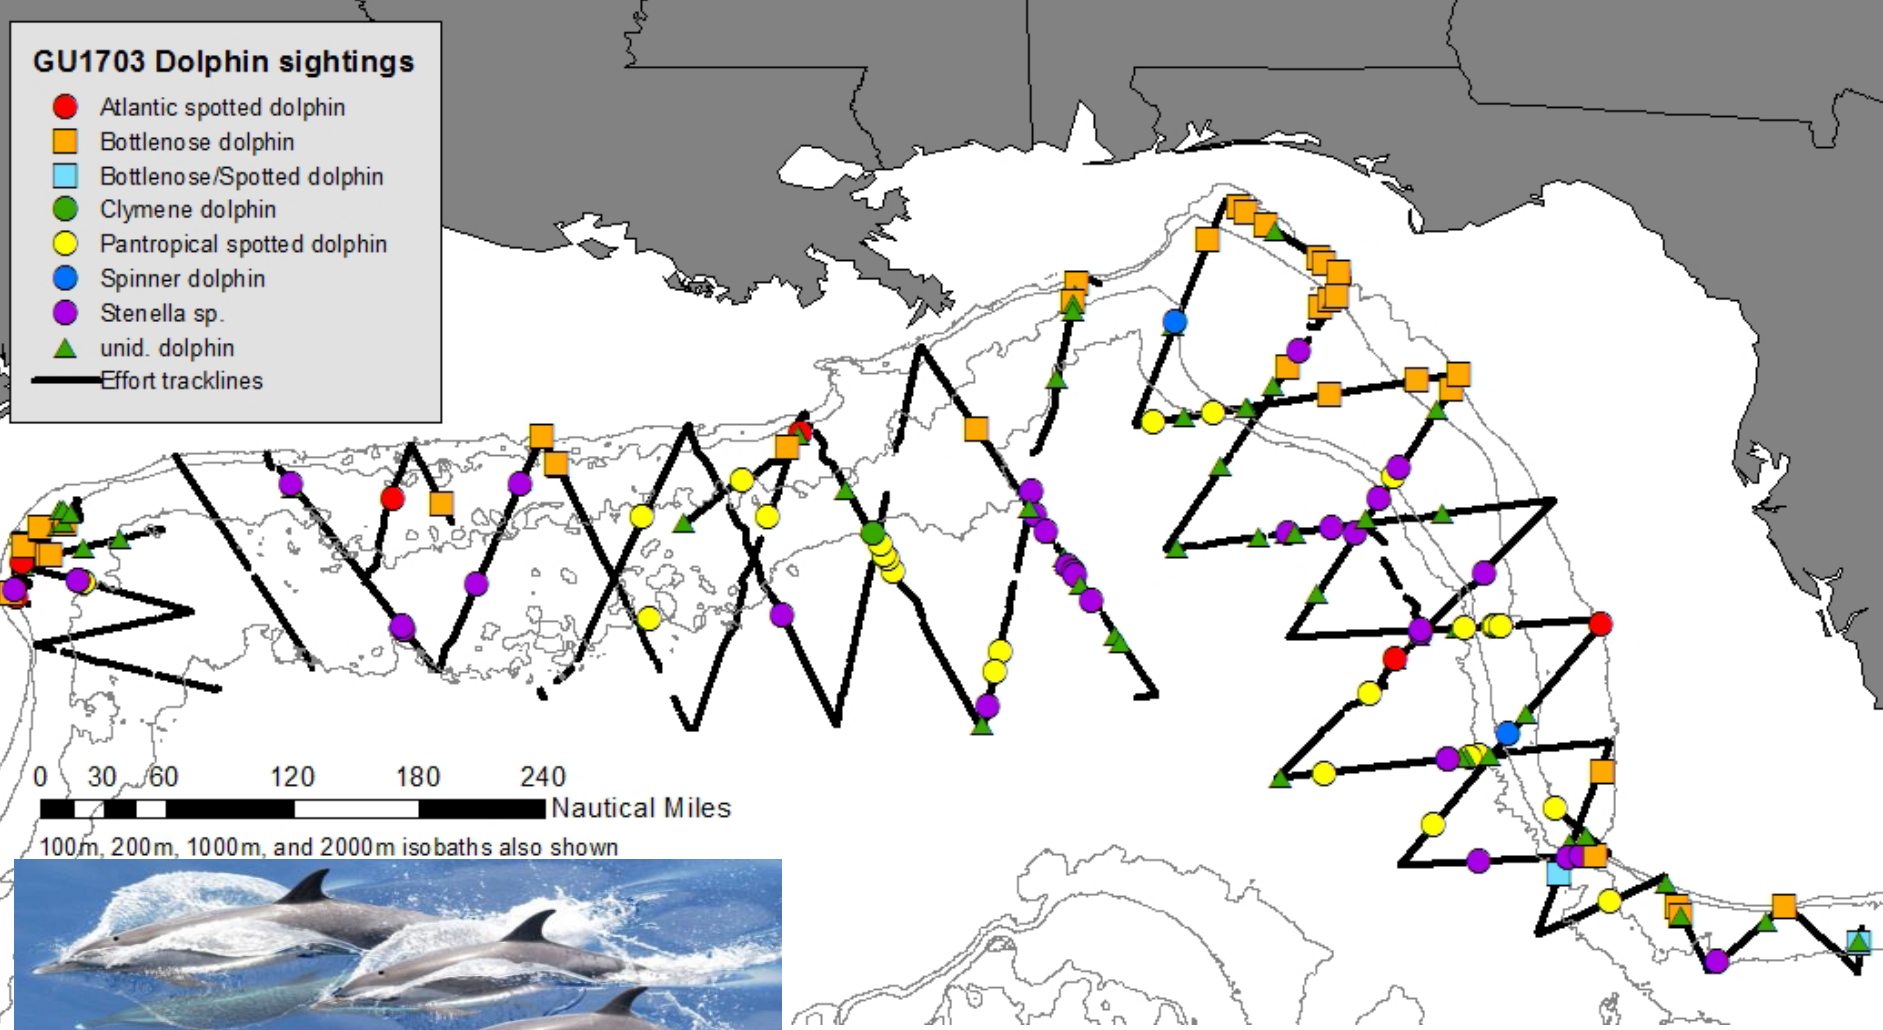 GU1703 Dolphin sightings
Atlantic spotted dolphin
Bottlenose dolphin
Bottlenose/Spotted dolphin
Clymene dolphin
Pantropical spotted dolphin
Spinner dolphin
Stenella sp.
unid. dolphin
Effort tracklines
0 30 60 120 180 240
Nautical Miles
100m, 200m, 1000m, and 2000m isobaths also shown